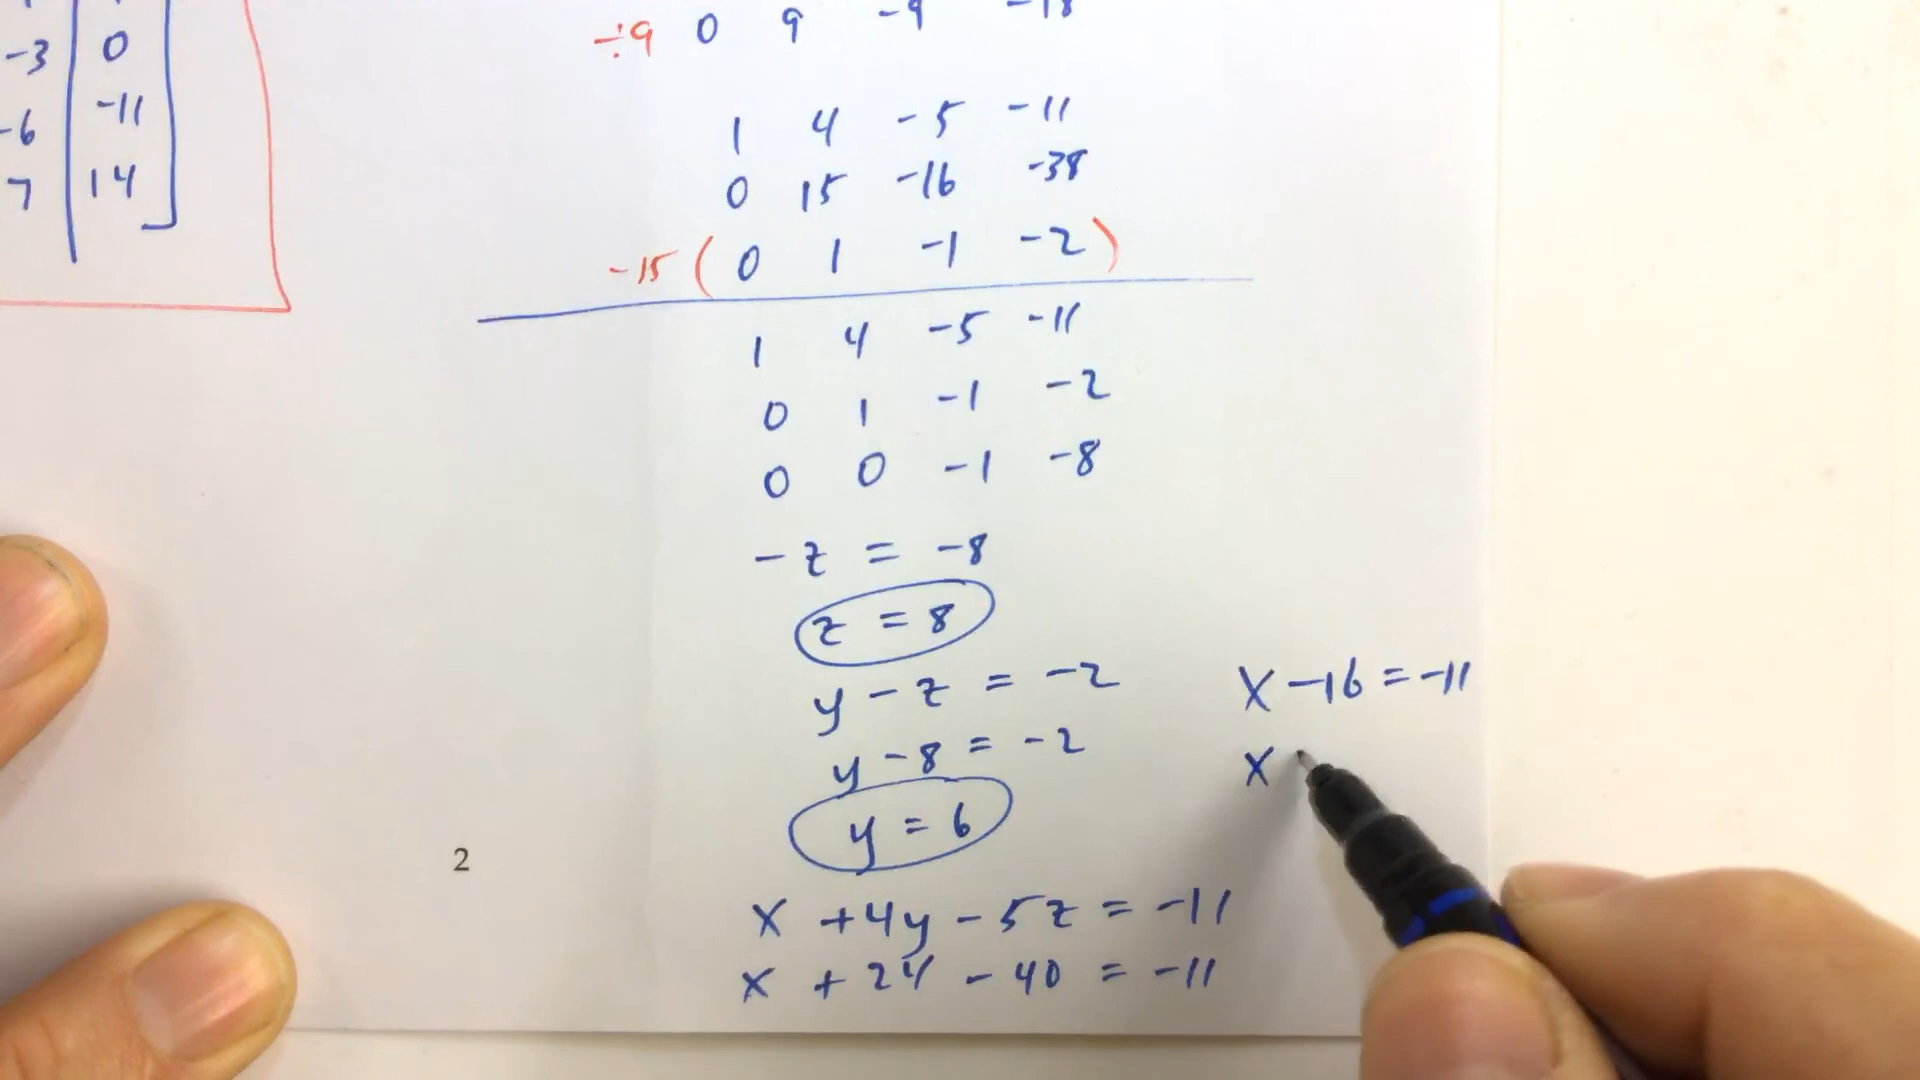 -3 0
-6 -11
7 14
÷9 0 9 -9 -18
1 4 -5 -11
0 15 -16 -38
-15 ( 0 1 -1 -2 )
1 4 -5 -11
0 1 -1 -2
0 0 -1 -8
-z = -8
z = 8
y - z = -2
y - 8 = -2
y = 6
x + 4y - 5z = -11
x + 24 - 40 = -11
x - 16 = -11
x
2